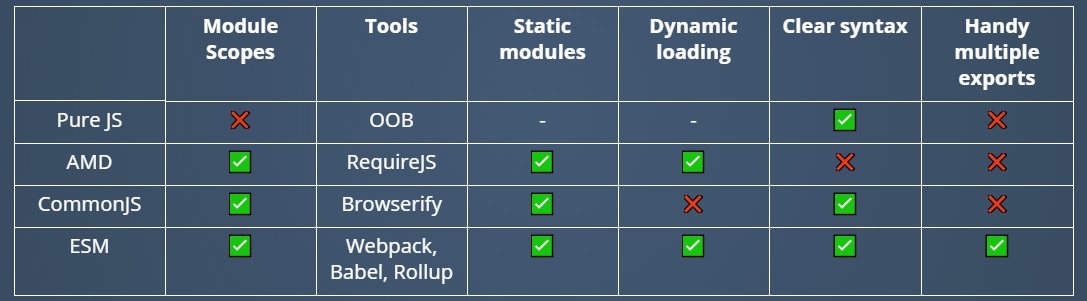 Module Scopes
Tools
Static modules
Dynamic loading
Clear syntax
Handy multiple exports
Pure JS ❌ OOB - - ✅ ❌
AMD ✅ RequireJS ✅ ✅ ❌ ❌
CommonJS ✅ Browserify ✅ ❌ ✅ ❌
ESM ✅ Webpack, Babel, Rollup ✅ ✅ ✅ ✅